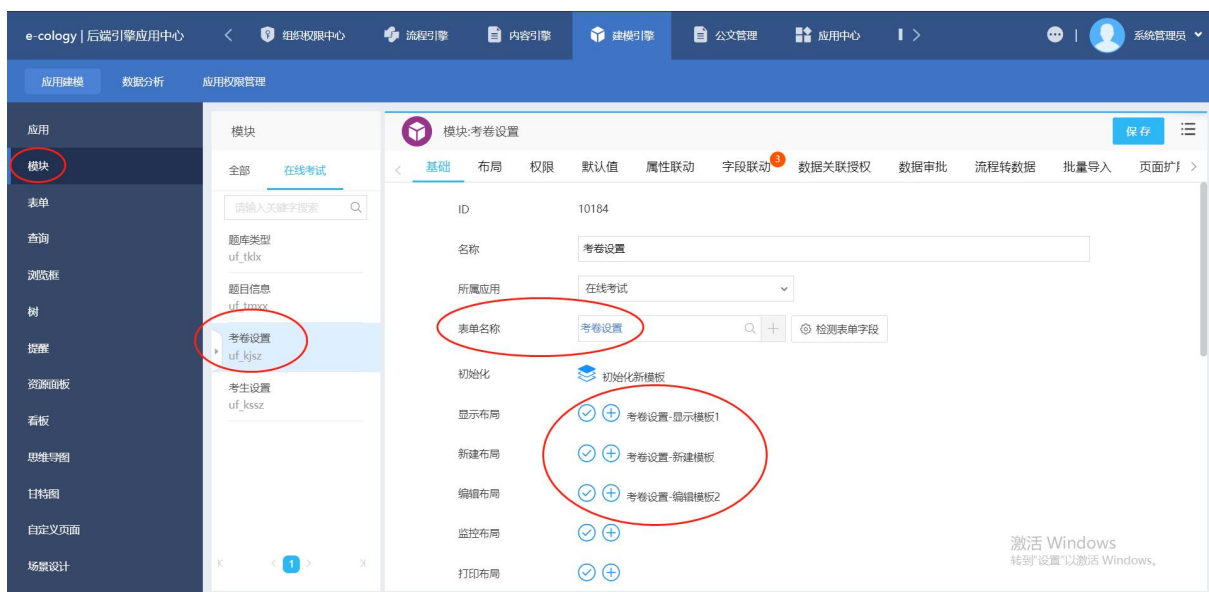 e-cology | 后端引擎应用中心 < 组织权限中心 流程引擎 内容引擎 建模引擎 公文管理 应用中心 > 系统管理员
应用建模 数据分析 应用权限管理
应用
模块
表单
查询
浏览框
树
提醒
资源面板
看板
思维导图
甘特图
自定义页面
场景设计
模块
全部 在线考试
请输入关键字搜索
题库类型
uf_tklx
题目信息
uf_tmxx
考卷设置
uf_kjsz
考生设置
uf_kssz
1
模块:考卷设置 保存
基础 布局 权限 默认值 属性联动 字段联动 3 数据关联授权 数据审批 流程转数据 批量导入 页面扩展
ID 10184
名称 考卷设置
所属应用 在线考试
表单名称 考卷设置 检测表单字段
初始化 初始化新模板
显示布局 考卷设置-显示模板1
新建布局 考卷设置-新建模板
编辑布局 考卷设置-编辑模板2
监控布局
打印布局
激活 Windows
转到"设置"以激活 Windows。